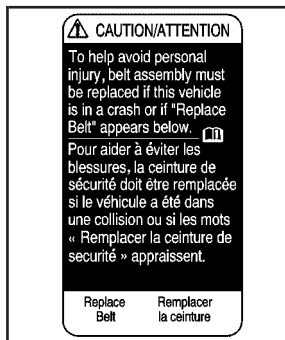 CAUTION/ATTENTION
To help avoid personal
injury, belt assembly must
be replaced if this vehicle
is in a crash or if "Replace
Belt" appears below.
Pour aider à éviter les
blessures, la ceinture de
sécurité doit être remplacée
si le véhicule a été dans
une collision ou si les mots
« Remplacer la ceinture de
securité » appraissent.
Replace Remplacer
Belt la ceinture